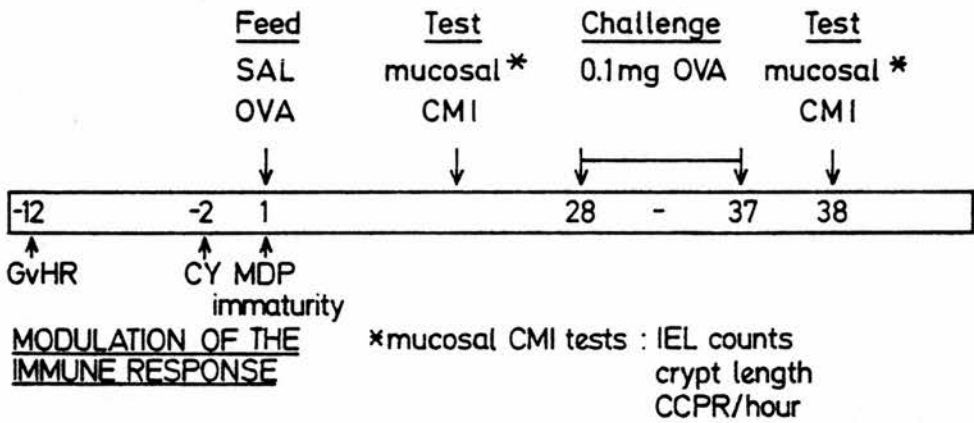 Feed Test Challenge Test
SAL mucosal* 0.1mg OVA mucosal*
OVA CMI CMI
-12 -2 1 28 - 37 38
GvHR CY MDP
immaturity
MODULATION OF THE *mucosal CMI tests : IEL counts
IMMUNE RESPONSE crypt length
CCPR/hour